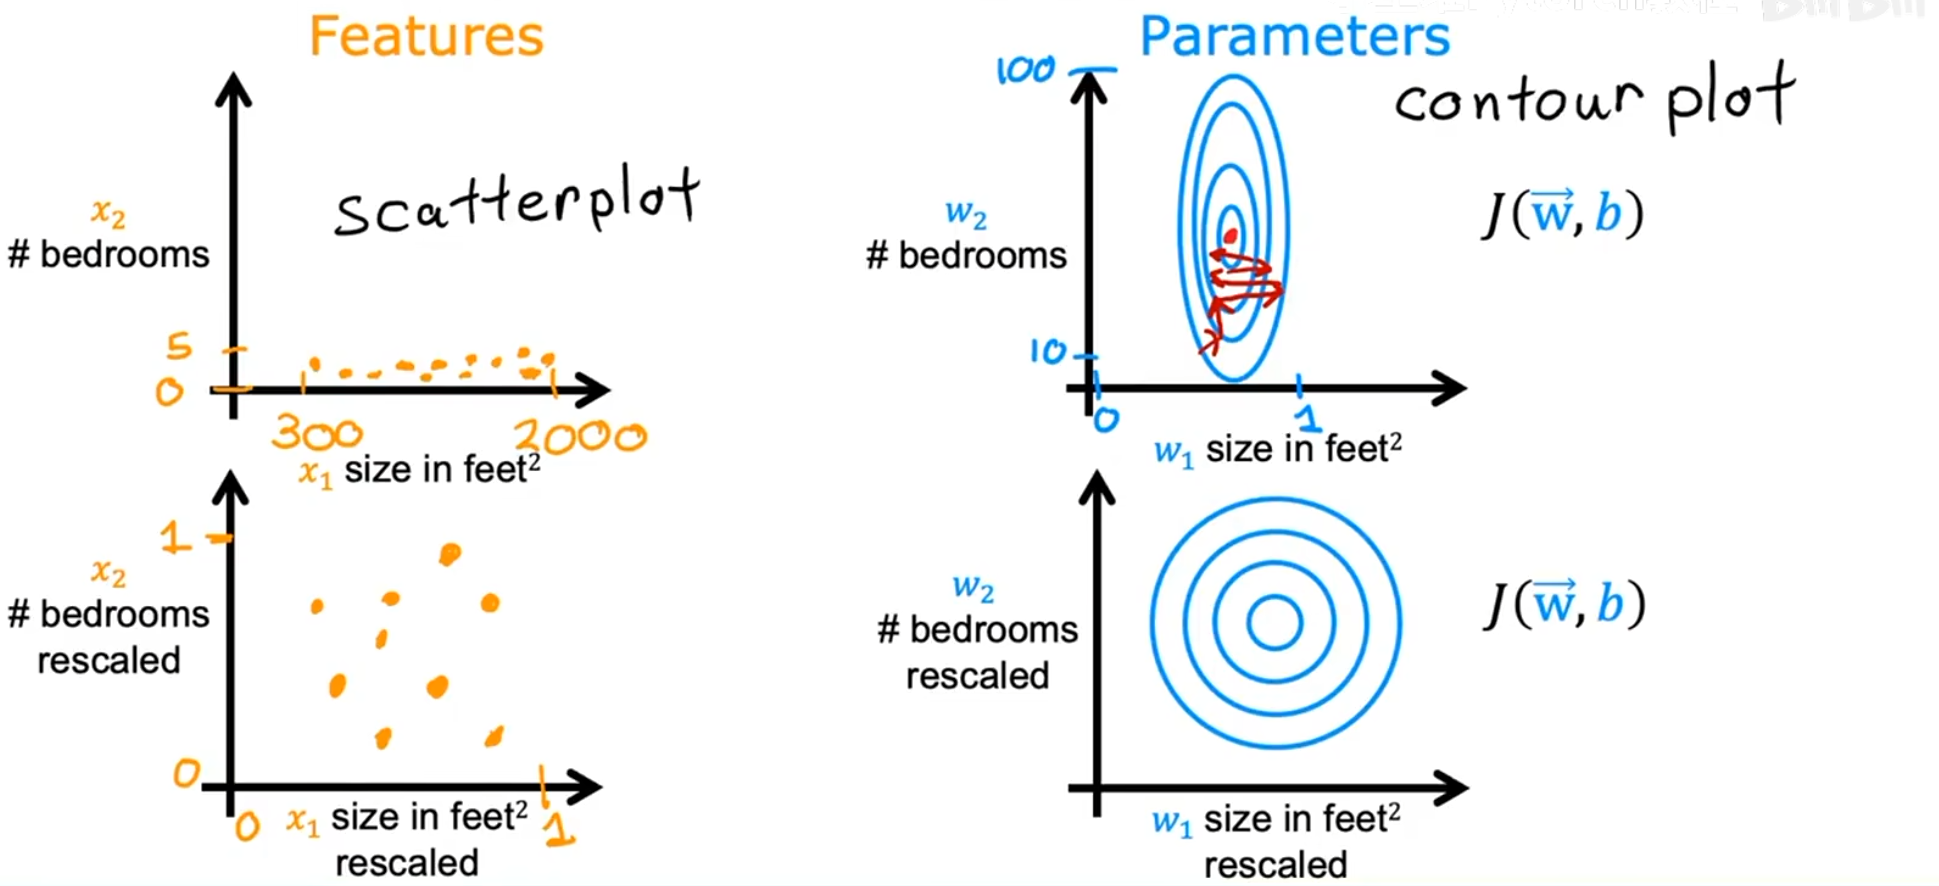 Features
scatterplot
x₂
# bedrooms
5
0
300
2000
x₁ size in feet²
Parameters
contour plot
100
w₂
# bedrooms
J(w⃗, b)
10
0
1
w₁ size in feet²
1
x₂
# bedrooms
rescaled
0
0
x₁ size in feet²
1
rescaled
w₂
# bedrooms
rescaled
J(w⃗, b)
w₁ size in feet²
rescaled